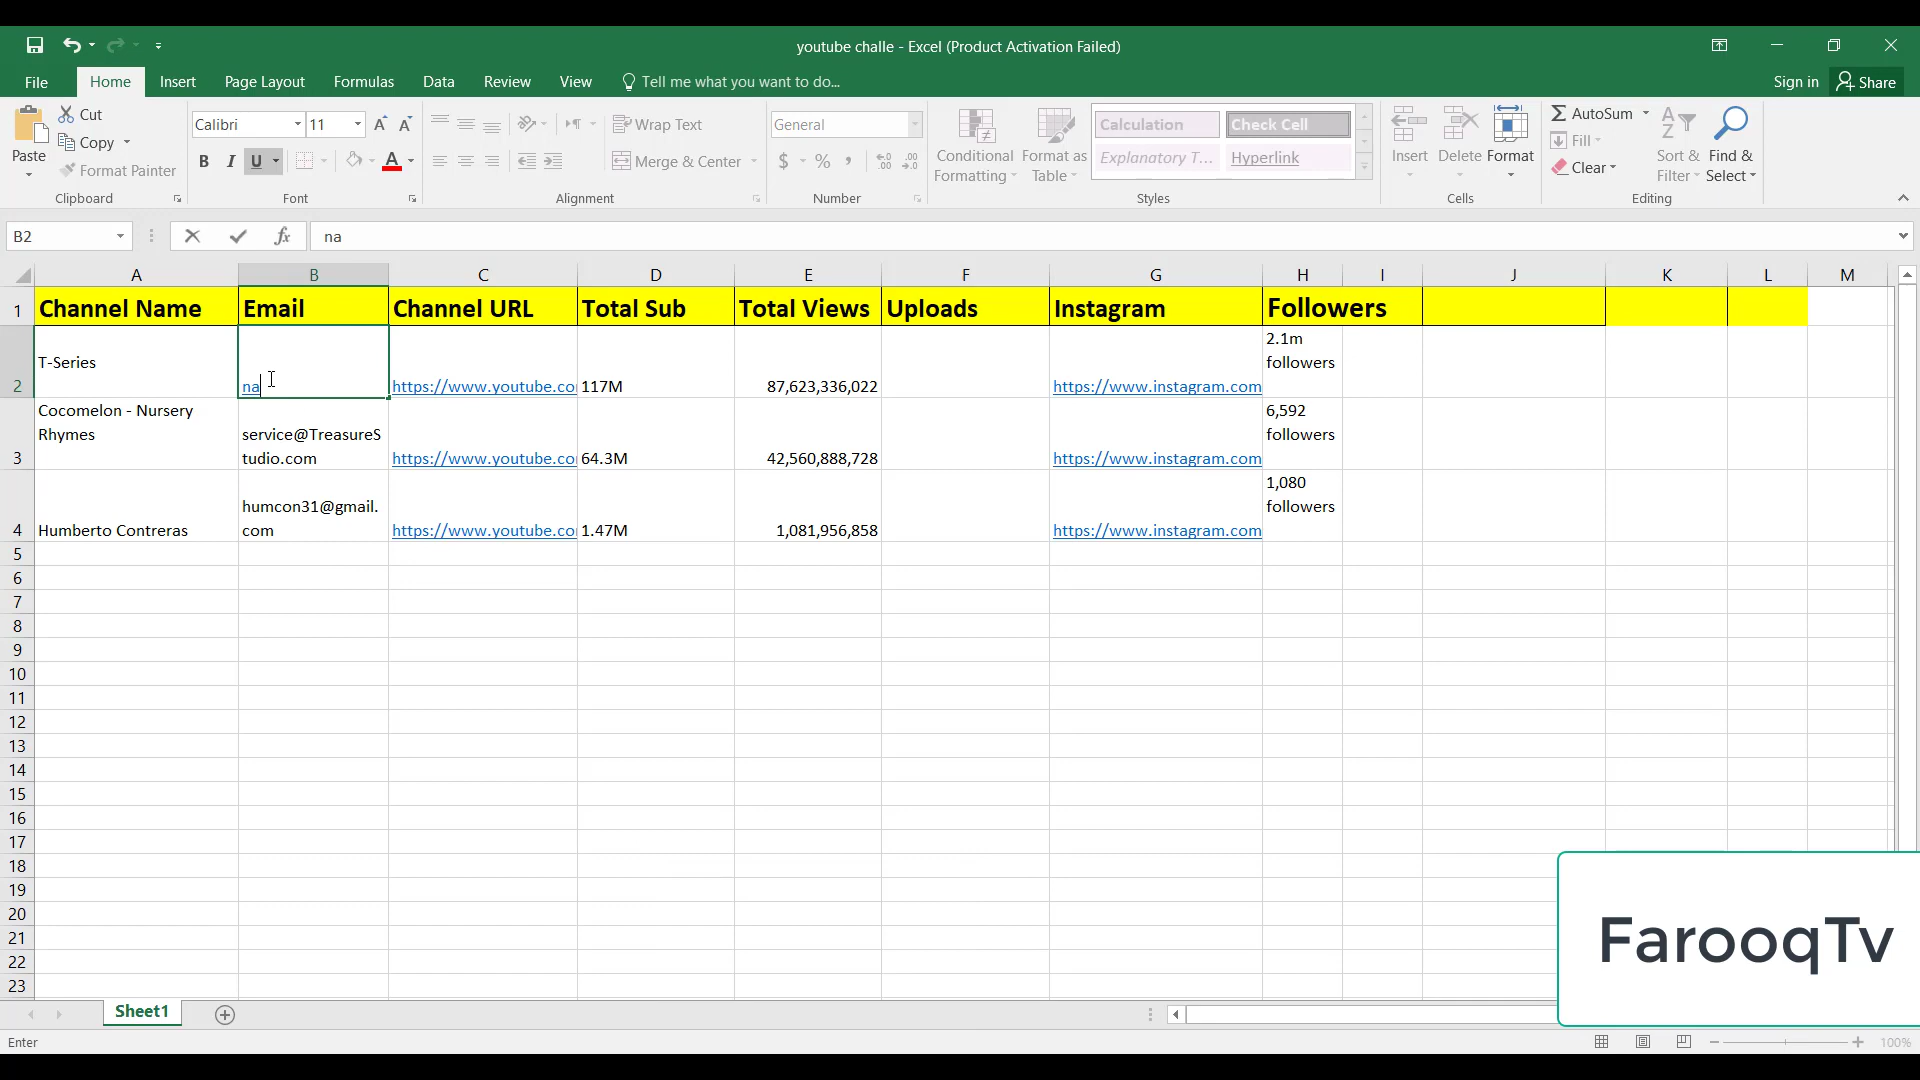 youtube challe - Excel (Product Activation Failed)
File Home Insert Page Layout Formulas Data Review View Tell me what you want to do... Sign in Share
Paste
Cut
Copy
Format Painter
Clipboard
Calibri 11
B I U
Font
Wrap Text
Merge & Center
Alignment
General
$ % ,
Number
Conditional Formatting
Format as Table
Calculation Check Cell
Explanatory T... Hyperlink
Styles
Insert Delete Format
Cells
AutoSum
Fill
Clear
Sort & Filter
Find & Select
Editing
B2 fx na
A B C D E F G H I J K L M
1 Channel Name Email Channel URL Total Sub Total Views Uploads Instagram Followers
2 T-Series na https://www.youtube.co 117M 87,623,336,022 https://www.instagram.com 2.1m followers
3 Cocomelon - Nursery Rhymes service@TreasureStudio.com https://www.youtube.co 64.3M 42,560,888,728 https://www.instagram.com 6,592 followers
4 Humberto Contreras humcon31@gmail.com https://www.youtube.co 1.47M 1,081,956,858 https://www.instagram.com 1,080 followers
5
6
7
8
9
10
11
12
13
14
15
16
17
18
19
20
21
22
23
FarooqTv
Sheet1
Enter
100%